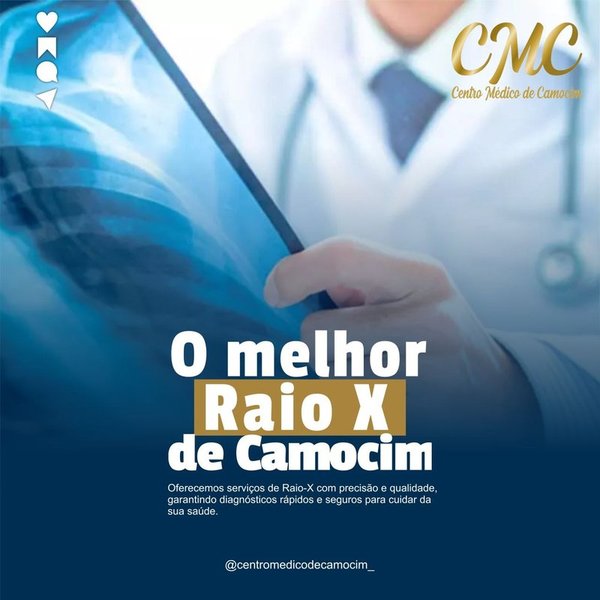 CMC
Centro Médico de Camocim
O melhor
Raio X
de Camocim
Oferecemos serviços de Raio-X com precisão e qualidade,
garantindo diagnósticos rápidos e seguros para cuidar da
sua saúde.
@centromedicodecamocim_